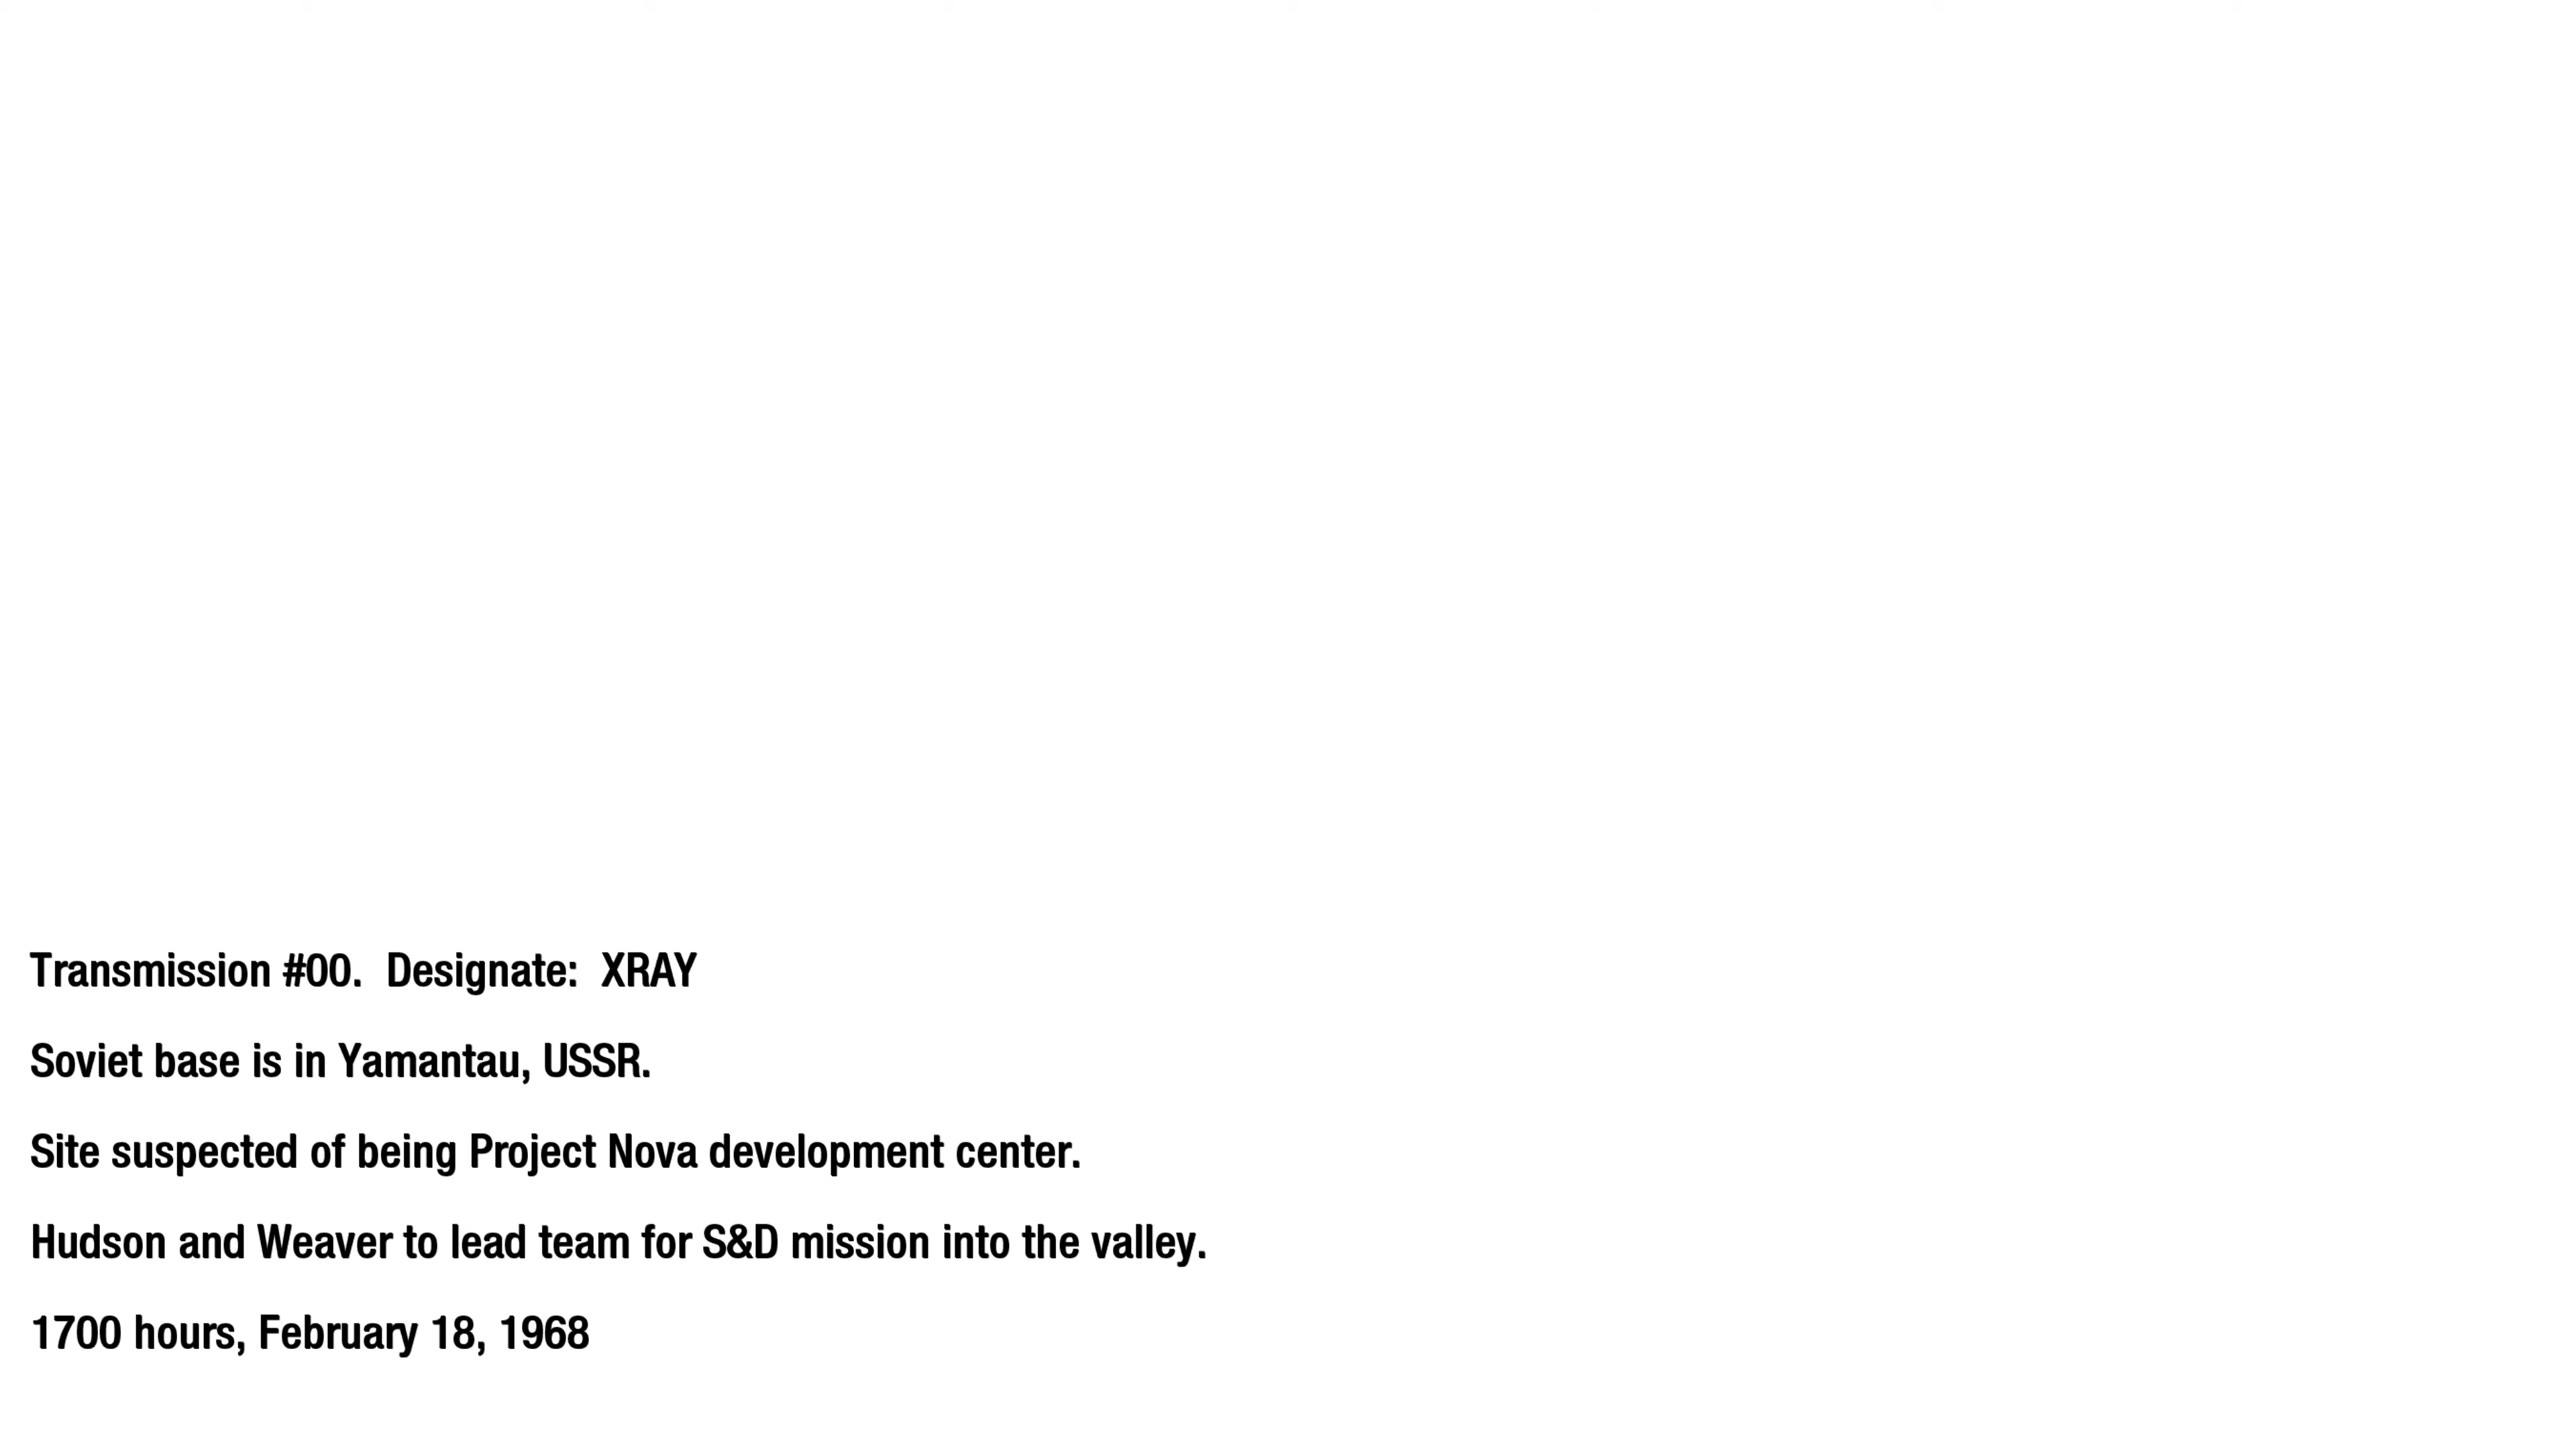 Transmission #00.  Designate:  XRAY
Soviet base is in Yamantau, USSR.
Site suspected of being Project Nova development center.
Hudson and Weaver to lead team for S&D mission into the valley.
1700 hours, February 18, 1968